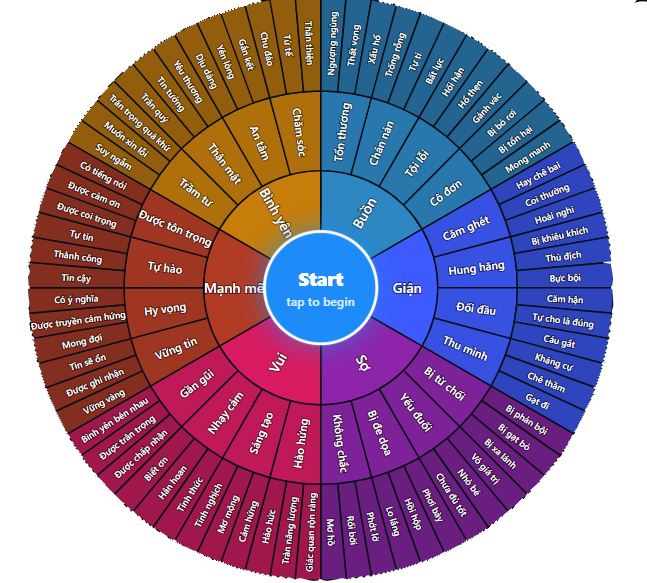 Start
tap to begin
Buồn
Tổn thương
Chán nản
Tội lỗi
Cô đơn
Ngượng ngùng
Thất vọng
Xấu hổ
Trống rỗng
Tự ti
Bất lực
Hối hận
Hổ thẹn
Gánh vác
Bị bỏ rơi
Bị tổn hại
Mong manh
Giận
Căm ghét
Hung hăng
Đối đầu
Thu mình
Hay chê bai
Coi thường
Hoài nghi
Bị khiêu khích
Thù địch
Bực bội
Căm hận
Tự cho là đúng
Cáu gắt
Kháng cự
Chê thầm
Gạt đi
Sợ
Bị từ chối
Yếu đuối
Bị đe dọa
Không chắc
Bị phản bội
Bị gạt bỏ
Bị xa lánh
Vô giá trị
Nhỏ bé
Chưa đủ tốt
Phơi bày
Hồi hộp
Lo lắng
Phớt lờ
Rối bời
Mơ hồ
Vui
Hào hứng
Sáng tạo
Nhạy cảm
Gần gũi
Giác quan rộn ràng
Tràn năng lượng
Háo hức
Cảm hứng
Mơ mộng
Tinh nghịch
Tỉnh thức
Hân hoan
Biết ơn
Được chấp nhận
Được trân trọng
Bình yên bên nhau
Mạnh mẽ
Vững tin
Hy vọng
Tự hào
Được tôn trọng
Vững vàng
Được ghi nhận
Tin sẽ ổn
Mong đợi
Được truyền cảm hứng
Có ý nghĩa
Tin cậy
Thành công
Tự tin
Được coi trọng
Được cảm ơn
Có tiếng nói
Bình yên
Trầm tư
Thân mật
An tâm
Chăm sóc
Suy ngẫm
Muốn xin lỗi
Trân trọng quá khứ
Trân quý
Tin tưởng
Yêu thương
Dịu dàng
Yên lòng
Gắn kết
Chu đáo
Tử tế
Thân thiện